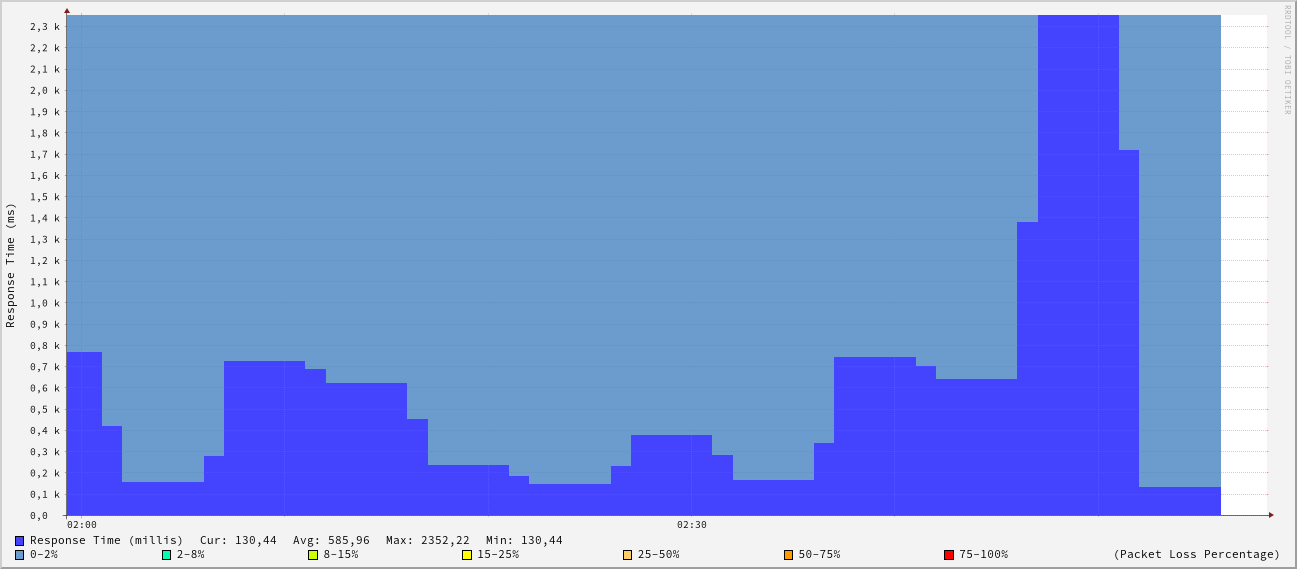 RRDTOOL / TOBI OETIKER
Response Time (ms)
2,3 k
2,2 k
2,1 k
2,0 k
1,9 k
1,8 k
1,7 k
1,6 k
1,5 k
1,4 k
1,3 k
1,2 k
1,1 k
1,0 k
0,9 k
0,8 k
0,7 k
0,6 k
0,5 k
0,4 k
0,3 k
0,2 k
0,1 k
0,0
02:00 02:30
Response Time (millis) Cur: 130,44 Avg: 585,96 Max: 2352,22 Min: 130,44
0-2% 2-8% 8-15% 15-25% 25-50% 50-75% 75-100% (Packet Loss Percentage)